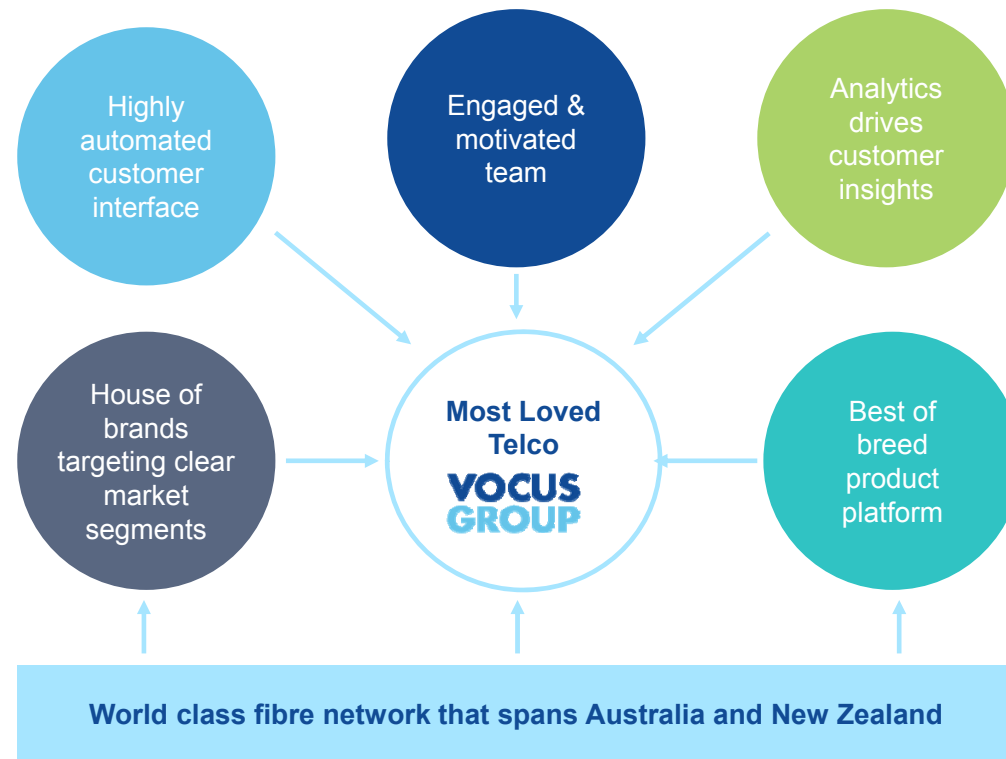 Highly
automated
customer
interface
Engaged &
motivated
team
Analytics
drives
customer
insights
House of
brands
targeting clear
market
segments
Most Loved
Telco
VOCUS
GROUP
Best of
breed
product
platform
World class fibre network that spans Australia and New Zealand